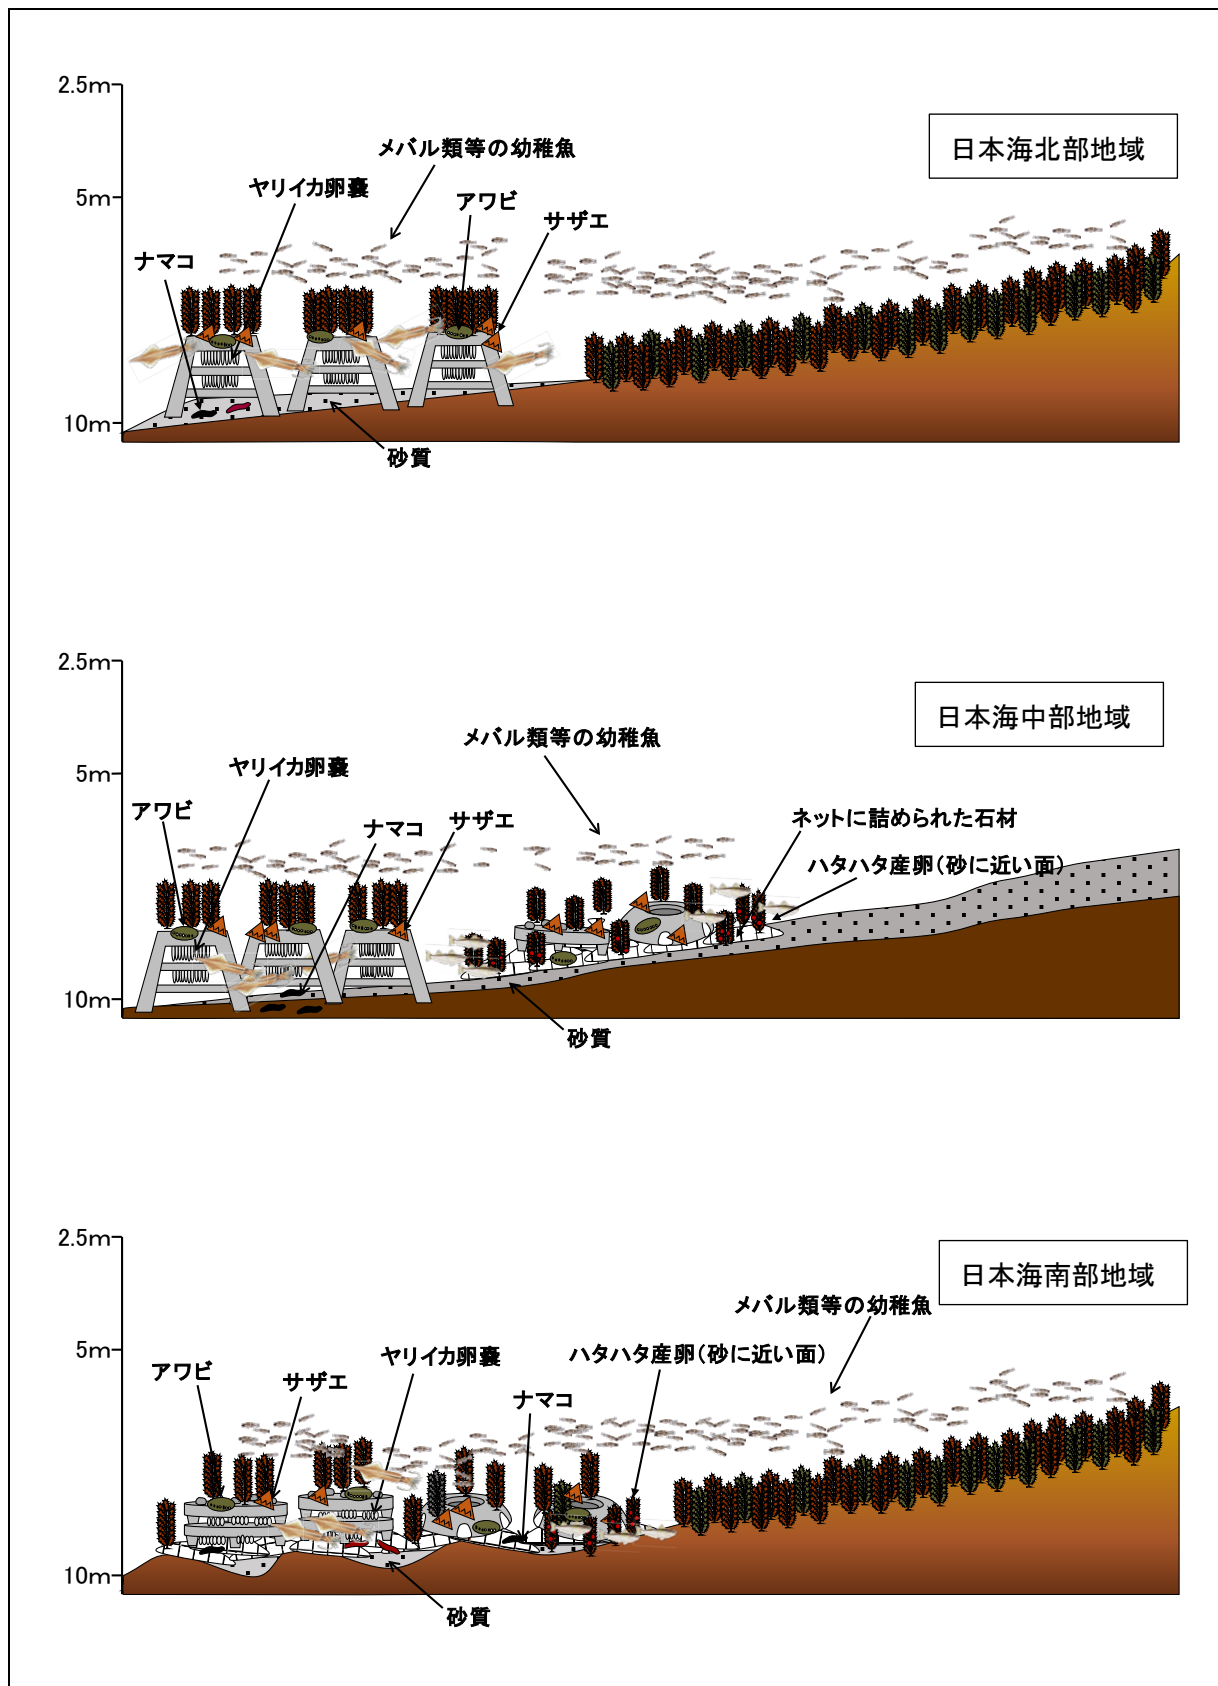 2.5m
日本海北部地域
メバル類等の幼稚魚
5m
ヤリイカ卵嚢
アワビ
サザエ
ナマコ
10m
砂質
2.5m
日本海中部地域
メバル類等の幼稚魚
5m
ヤリイカ卵嚢
アワビ
ナマコ
サザエ
ネットに詰められた石材
ハタハタ産卵(砂に近い面)
10m
砂質
2.5m
日本海南部地域
メバル類等の幼稚魚
5m
アワビ
サザエ
ヤリイカ卵嚢
ハタハタ産卵(砂に近い面)
ナマコ
10m
砂質